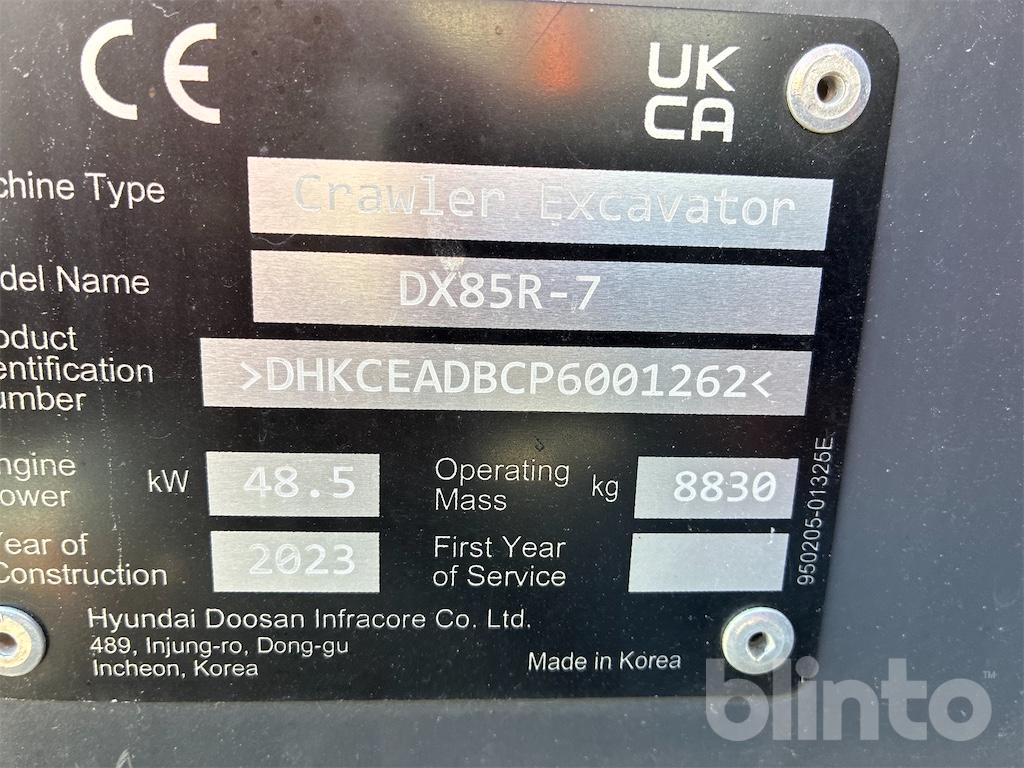 CE
UK
CA
chine Type
Crawler Excavator
del Name
DX85R-7
oduct
entification
umber
>DHKCEADBCP6001262<
ngine
ower
kW
48.5
Operating
Mass
kg
8830
Year of
Construction
2023
First Year
of Service
950205-01325E
Hyundai Doosan Infracore Co. Ltd.
489, Injung-ro, Dong-gu
Incheon, Korea
Made in Korea
blinto™